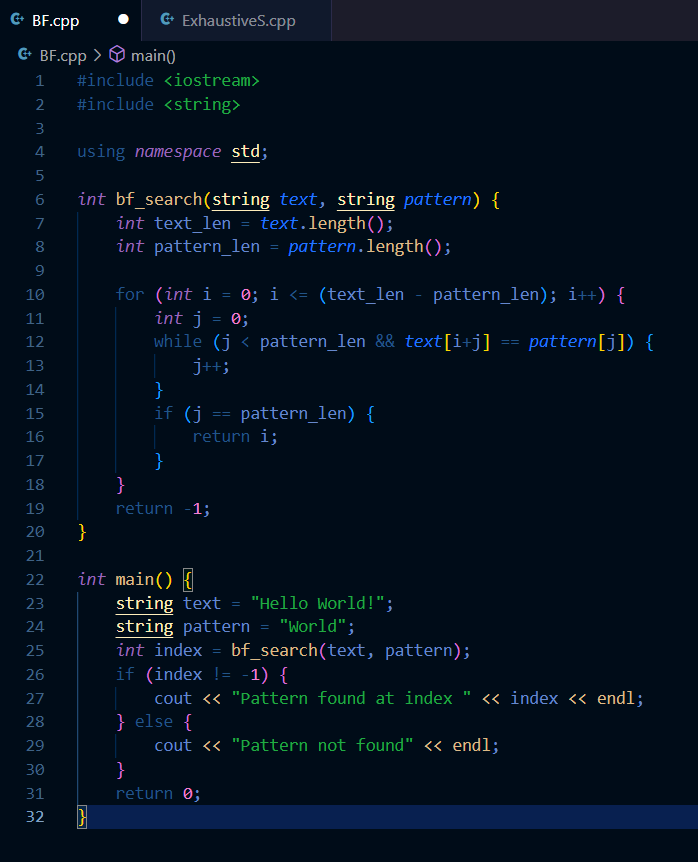 BF.cpp ExhaustiveS.cpp
BF.cpp > main()
1 #include <iostream>
2 #include <string>
3
4 using namespace std;
5
6 int bf_search(string text, string pattern) {
7     int text_len = text.length();
8     int pattern_len = pattern.length();
9
10     for (int i = 0; i <= (text_len - pattern_len); i++) {
11         int j = 0;
12         while (j < pattern_len && text[i+j] == pattern[j]) {
13             j++;
14         }
15         if (j == pattern_len) {
16             return i;
17         }
18     }
19     return -1;
20 }
21
22 int main() {
23     string text = "Hello World!";
24     string pattern = "World";
25     int index = bf_search(text, pattern);
26     if (index != -1) {
27         cout << "Pattern found at index " << index << endl;
28     } else {
29         cout << "Pattern not found" << endl;
30     }
31     return 0;
32 }